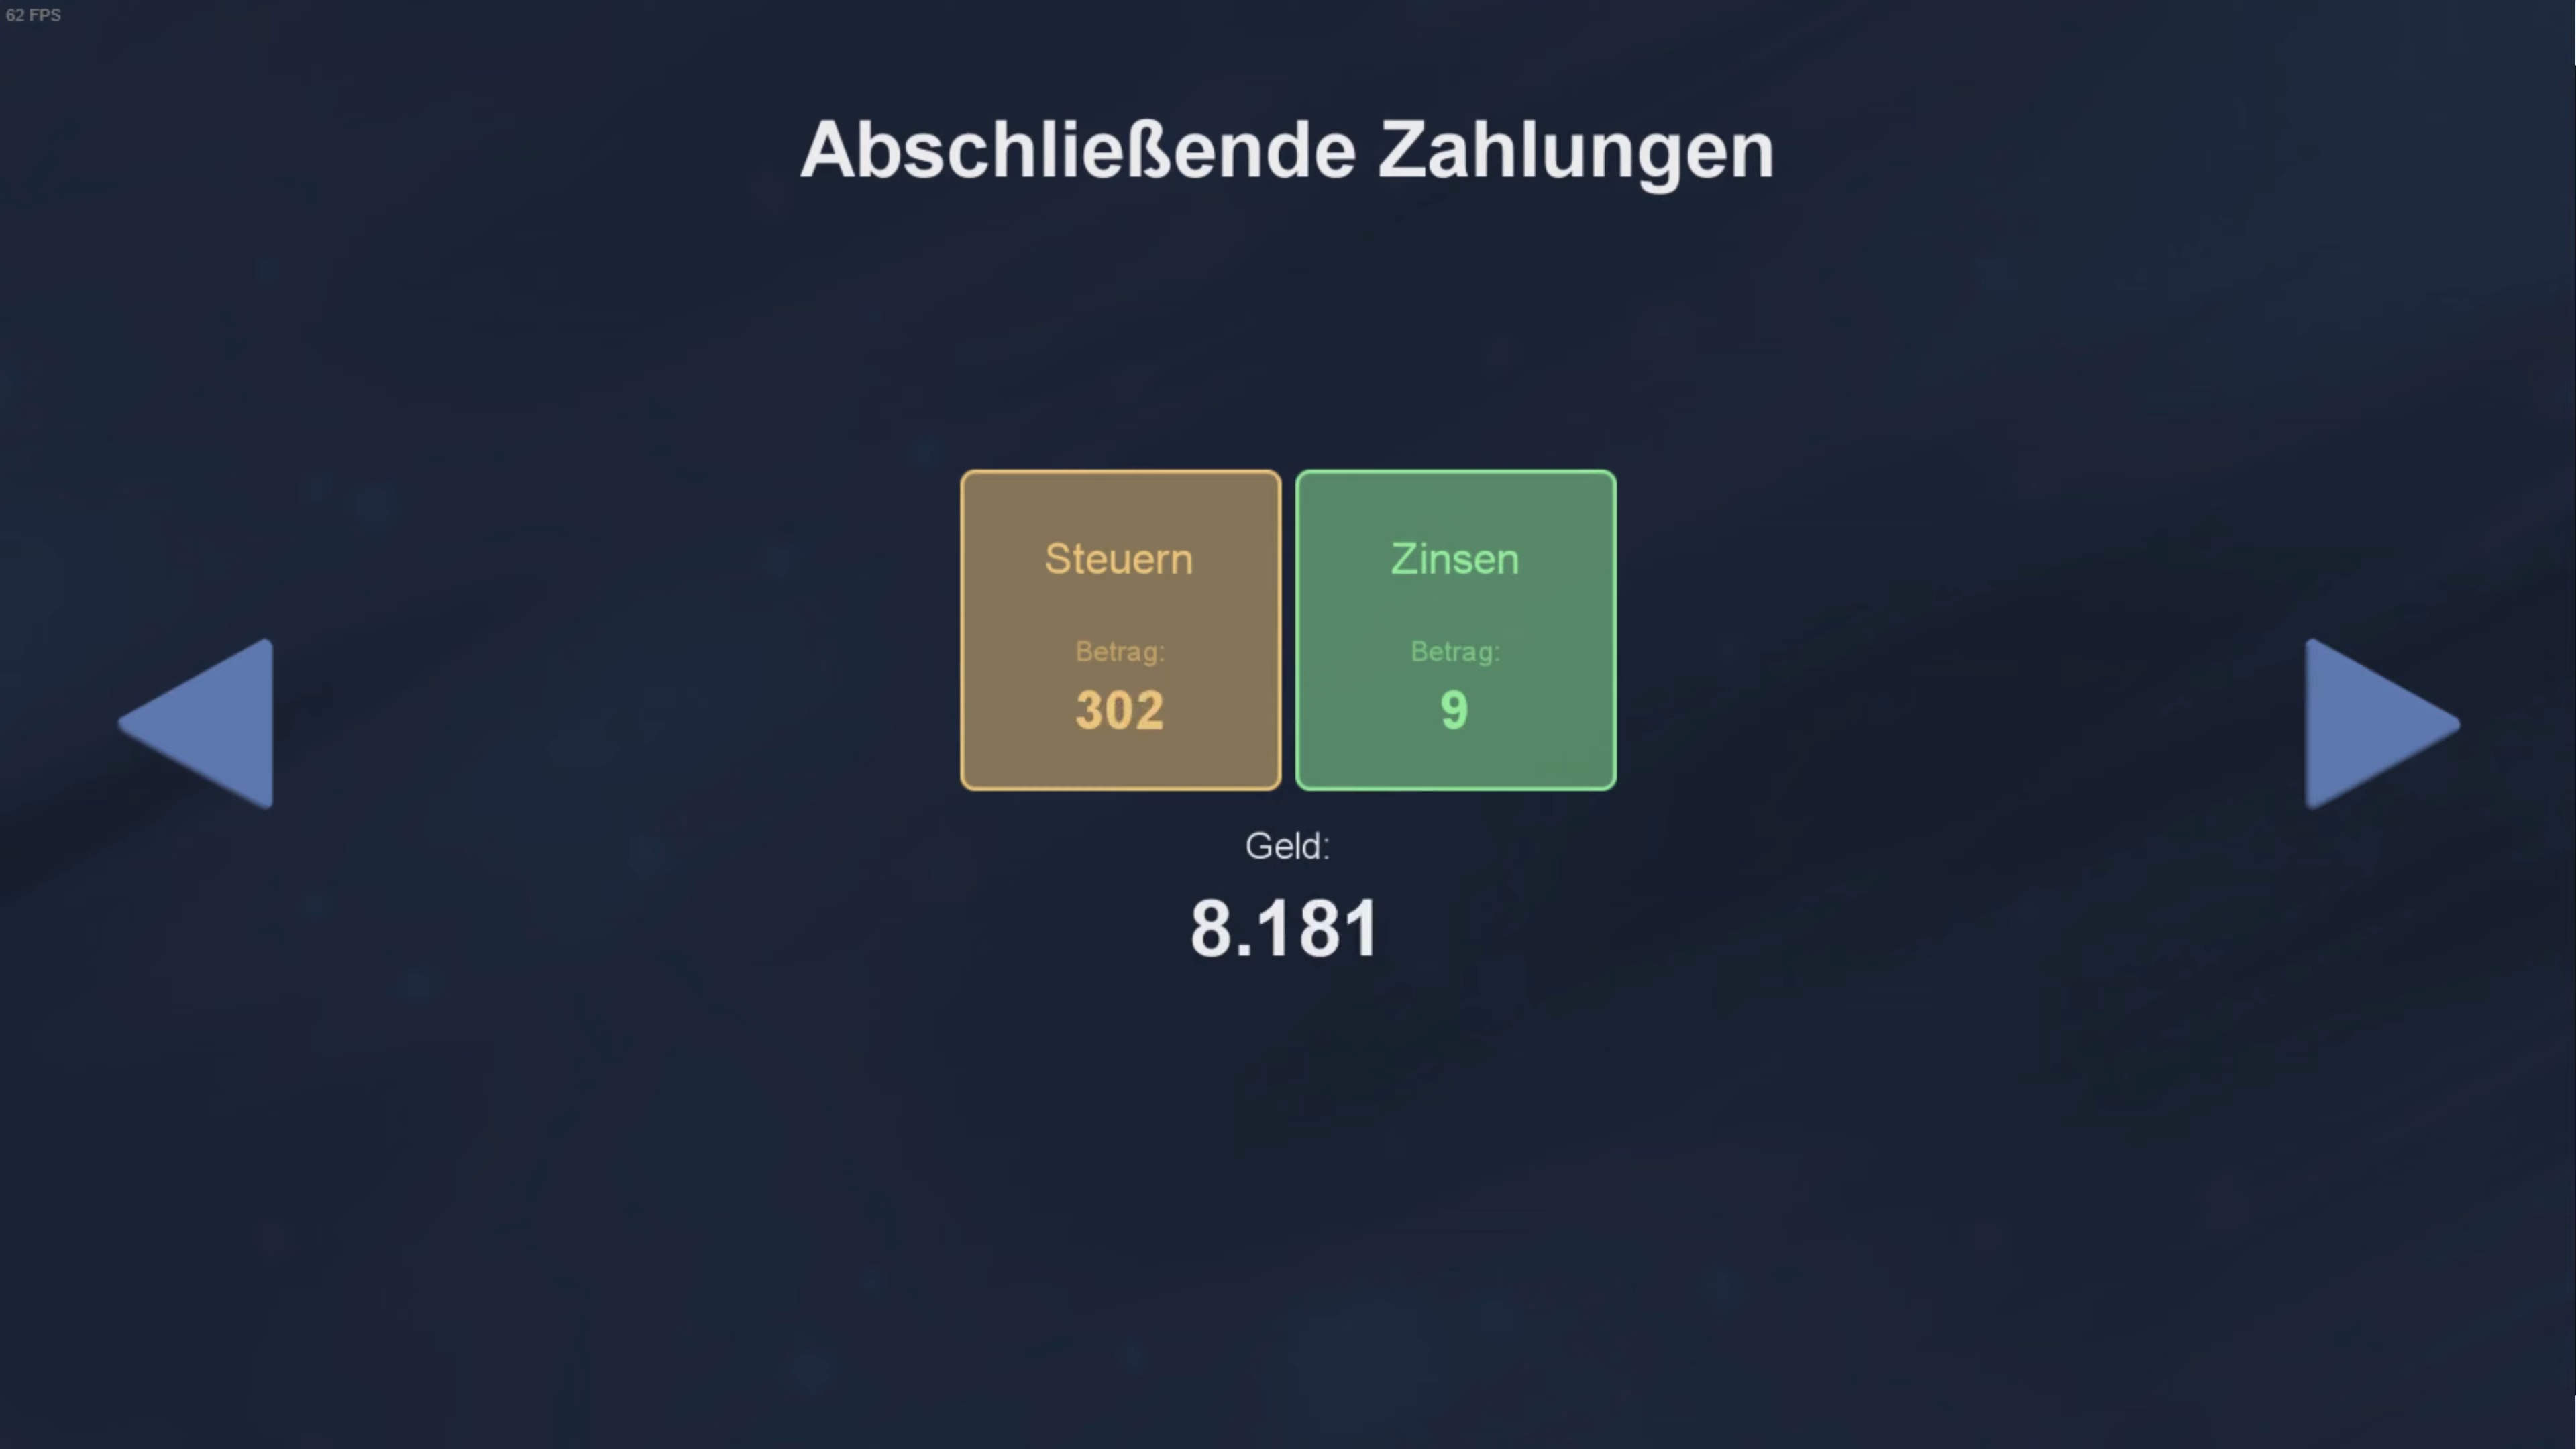 62 FPS
Abschließende Zahlungen
Steuern
Betrag:
302
Zinsen
Betrag:
9
Geld:
8.181